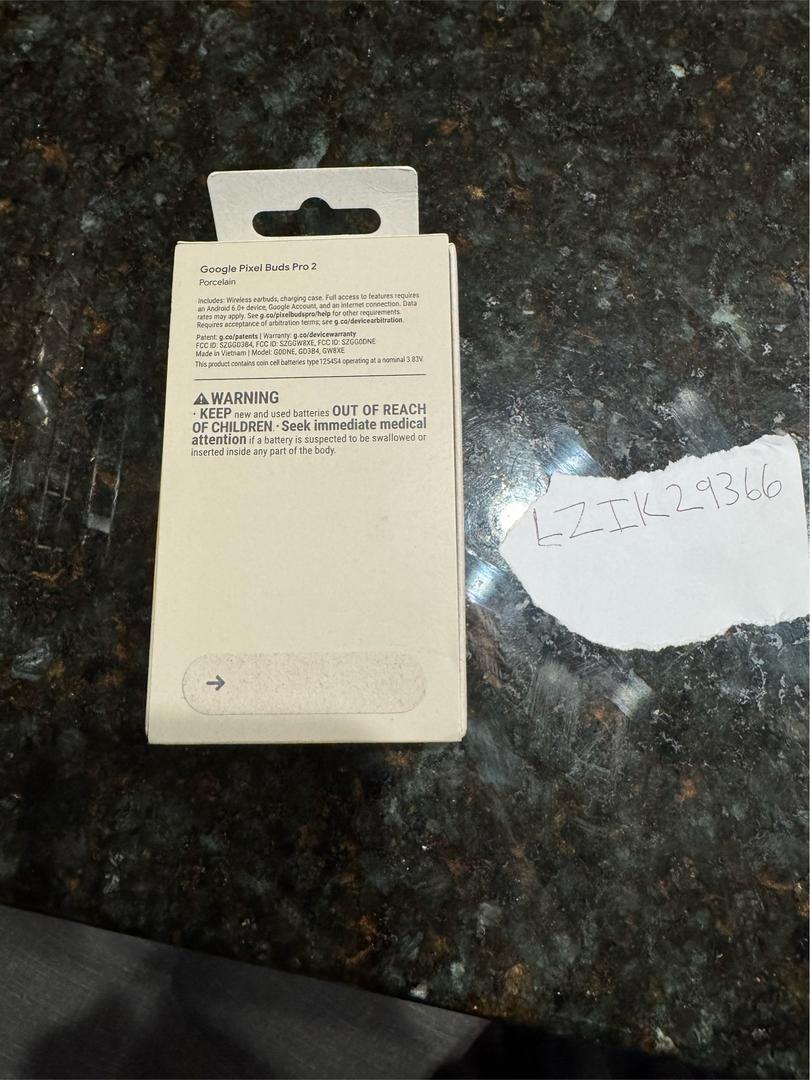 Google Pixel Buds Pro 2
Porcelain
Includes: Wireless earbuds, charging case. Full access to features requires
an Android 6.0+ device, Google Account, and an internet connection. Data
rates may apply. See g.co/pixelbudspro/help for other requirements.
Requires acceptance of arbitration terms; see g.co/devicearbitration.
Patent: g.co/patents | Warranty: g.co/devicewarranty
FCC ID: SZGGD3B4, FCC ID: SZGGW8XE, FCC ID: SZGG0DNE
Made in Vietnam | Model: G0DNE, GD3B4, GW8XE
This product contains coin cell batteries type 1254S4 operating at a nominal 3.83V.
WARNING
· KEEP new and used batteries OUT OF REACH
OF CHILDREN. · Seek immediate medical
attention if a battery is suspected to be swallowed or
inserted inside any part of the body.
EZIK29366